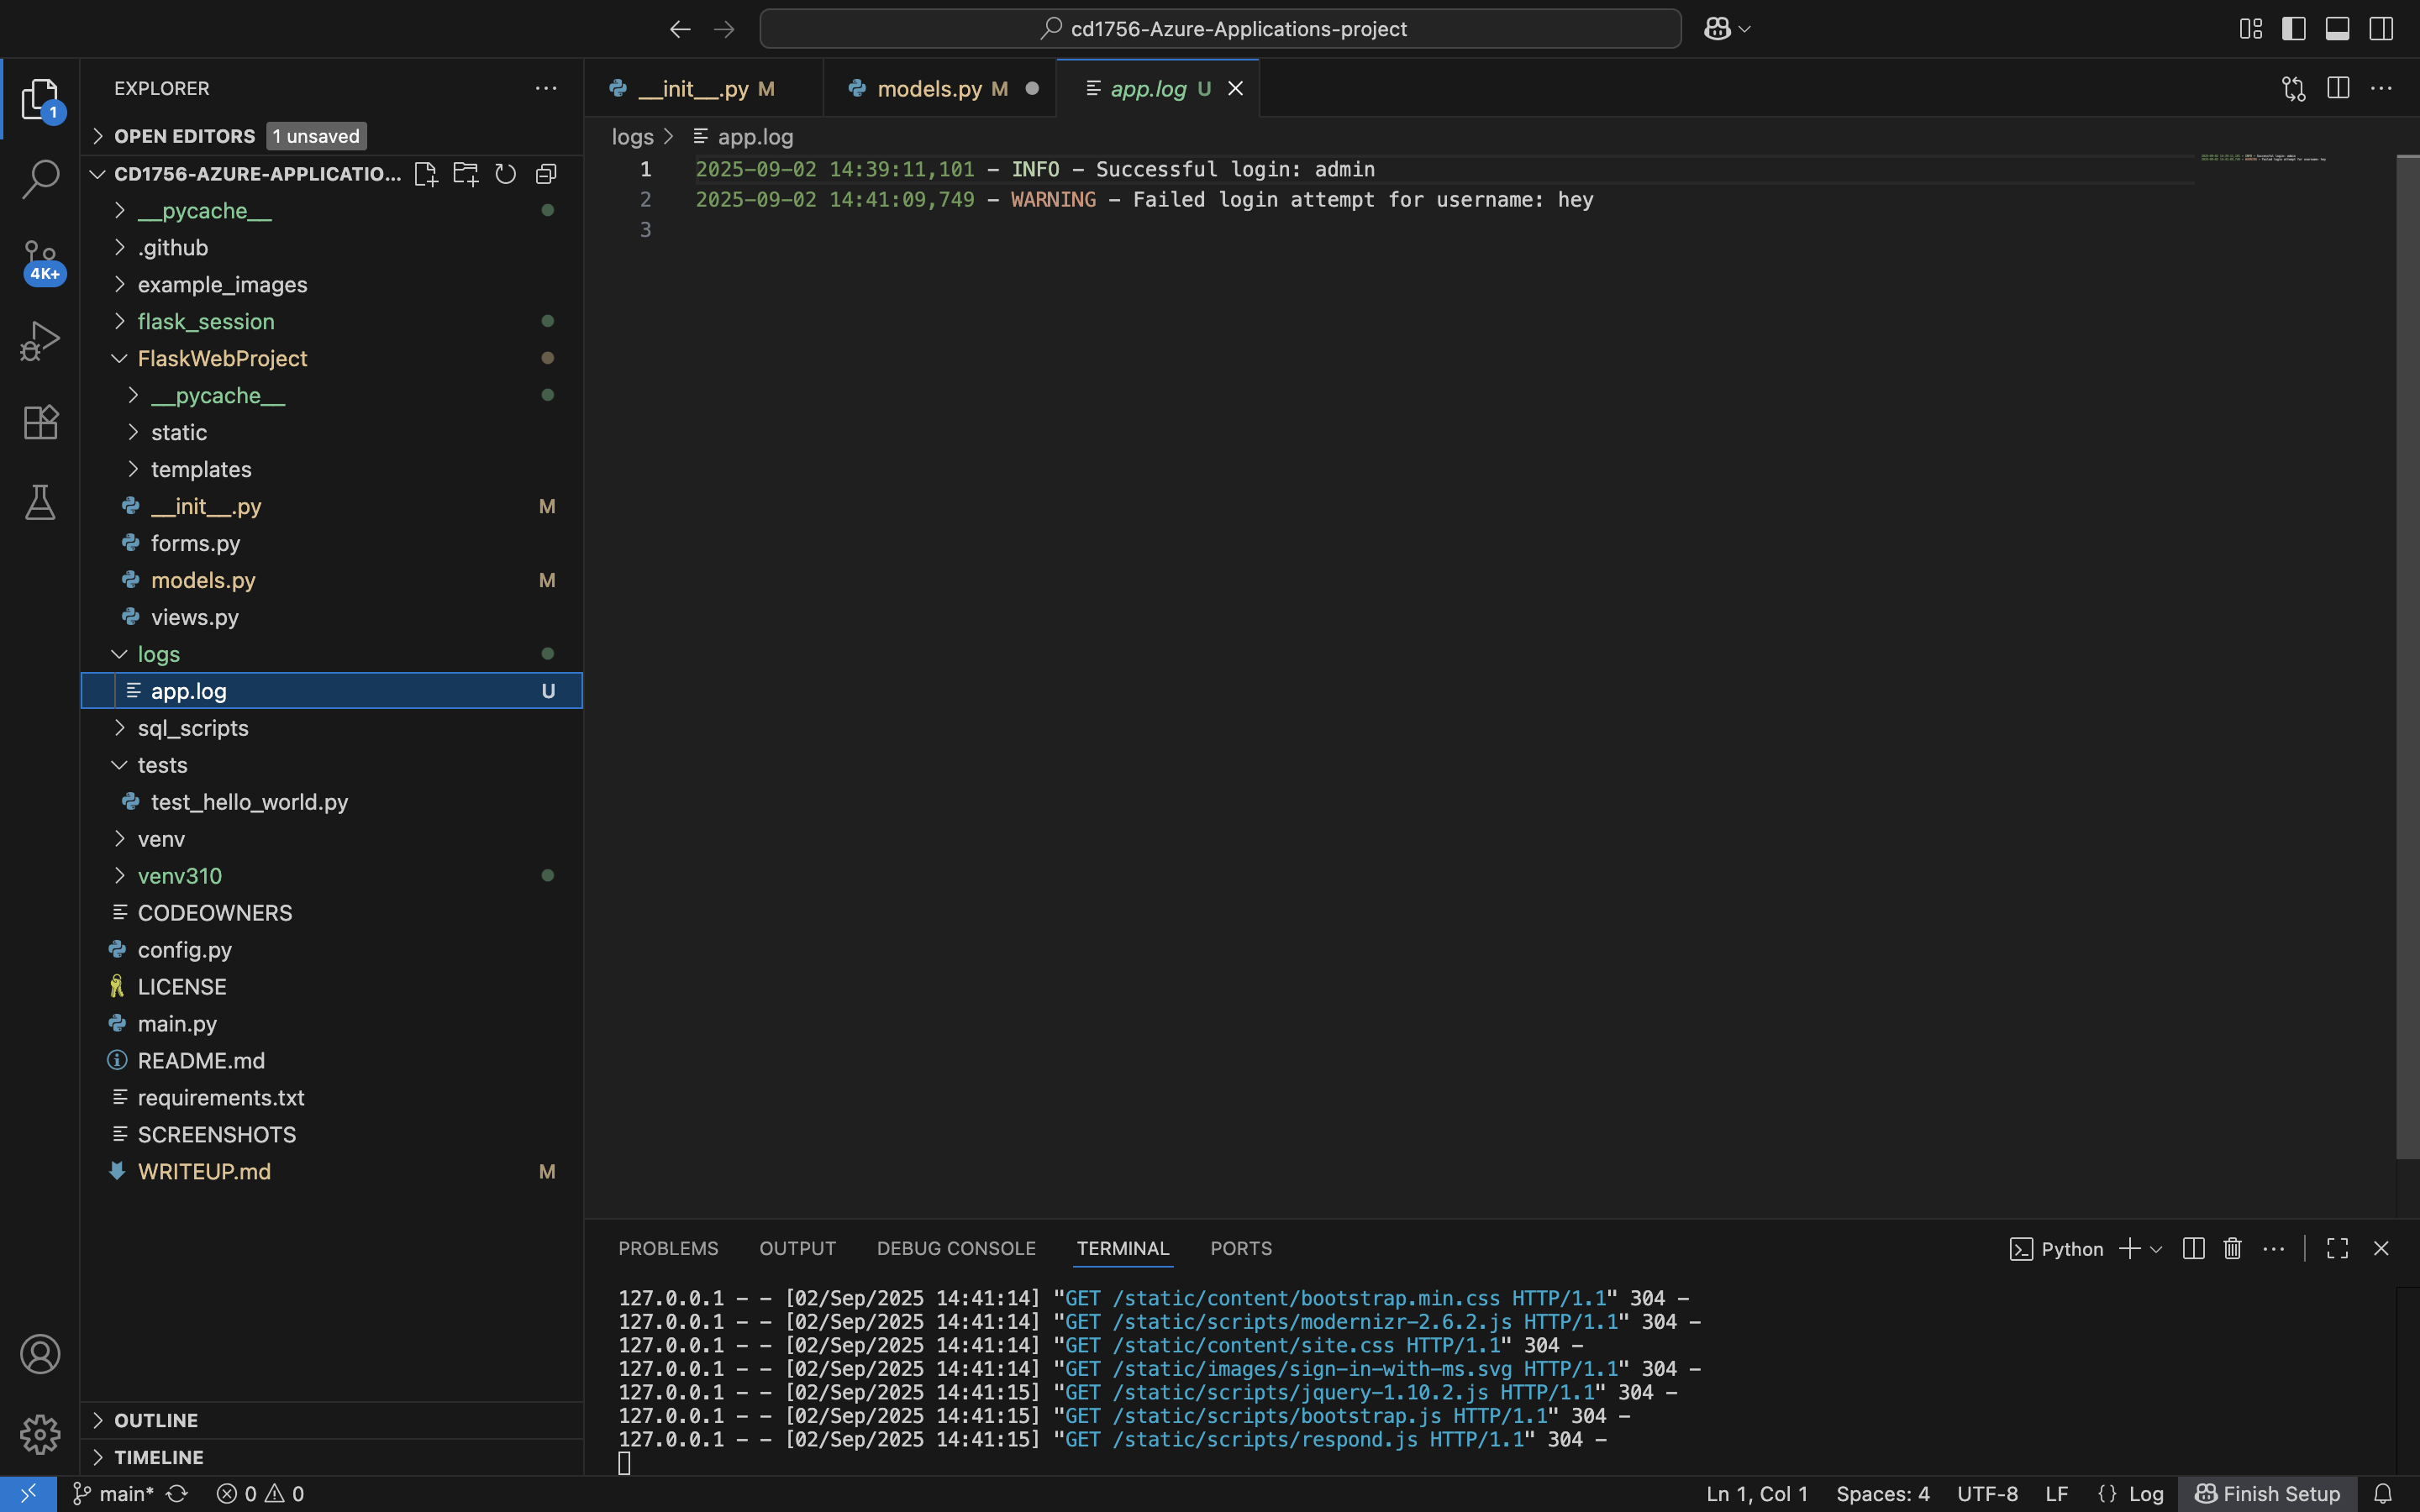 cd1756-Azure-Applications-project
EXPLORER
1
OPEN EDITORS 1 unsaved
CD1756-AZURE-APPLICATIO...
__pycache__
.github
4K+
example_images
flask_session
FlaskWebProject
__pycache__
static
templates
__init__.py M
forms.py
models.py M
views.py
logs
app.log U
sql_scripts
tests
test_hello_world.py
venv
venv310
CODEOWNERS
config.py
LICENSE
main.py
README.md
requirements.txt
SCREENSHOTS
WRITEUP.md M
OUTLINE
TIMELINE
__init__.py M
models.py M
app.log U
logs > app.log
1 2025-09-02 14:39:11,101 - INFO - Successful login: admin
2 2025-09-02 14:41:09,749 - WARNING - Failed login attempt for username: hey
3
PROBLEMS OUTPUT DEBUG CONSOLE TERMINAL PORTS
Python
127.0.0.1 - - [02/Sep/2025 14:41:14] "GET /static/content/bootstrap.min.css HTTP/1.1" 304 -
127.0.0.1 - - [02/Sep/2025 14:41:14] "GET /static/scripts/modernizr-2.6.2.js HTTP/1.1" 304 -
127.0.0.1 - - [02/Sep/2025 14:41:14] "GET /static/content/site.css HTTP/1.1" 304 -
127.0.0.1 - - [02/Sep/2025 14:41:14] "GET /static/images/sign-in-with-ms.svg HTTP/1.1" 304 -
127.0.0.1 - - [02/Sep/2025 14:41:15] "GET /static/scripts/jquery-1.10.2.js HTTP/1.1" 304 -
127.0.0.1 - - [02/Sep/2025 14:41:15] "GET /static/scripts/bootstrap.js HTTP/1.1" 304 -
127.0.0.1 - - [02/Sep/2025 14:41:15] "GET /static/scripts/respond.js HTTP/1.1" 304 -
main* 0 0
Ln 1, Col 1 Spaces: 4 UTF-8 LF {} Log Finish Setup